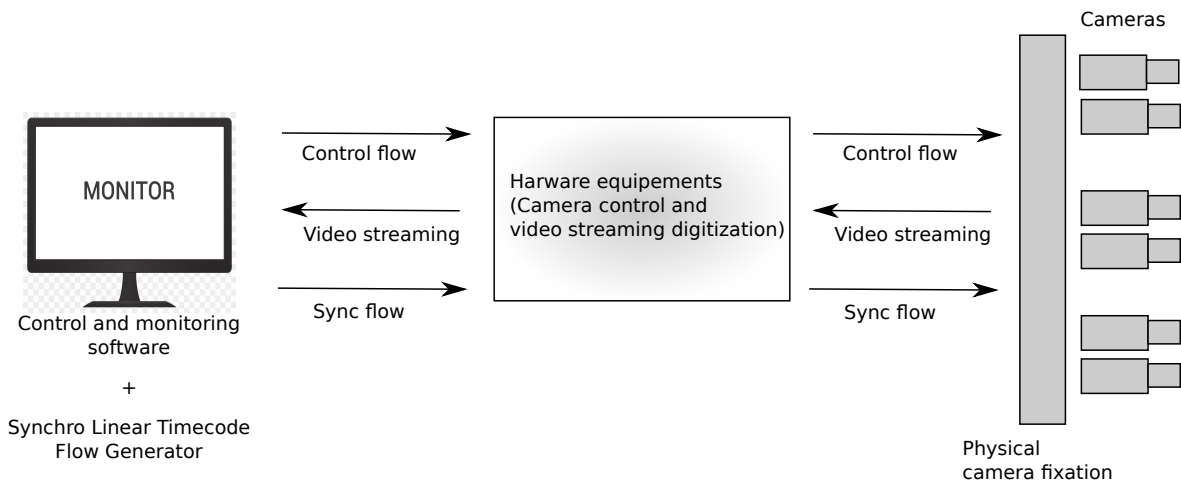 Cameras
MONITOR
Control flow
Video streaming
Sync flow
Harware equipements
(Camera control and
video streaming digitization)
Control flow
Video streaming
Sync flow
Control and monitoring
software
+
Synchro Linear Timecode
Flow Generator
Physical
camera fixation